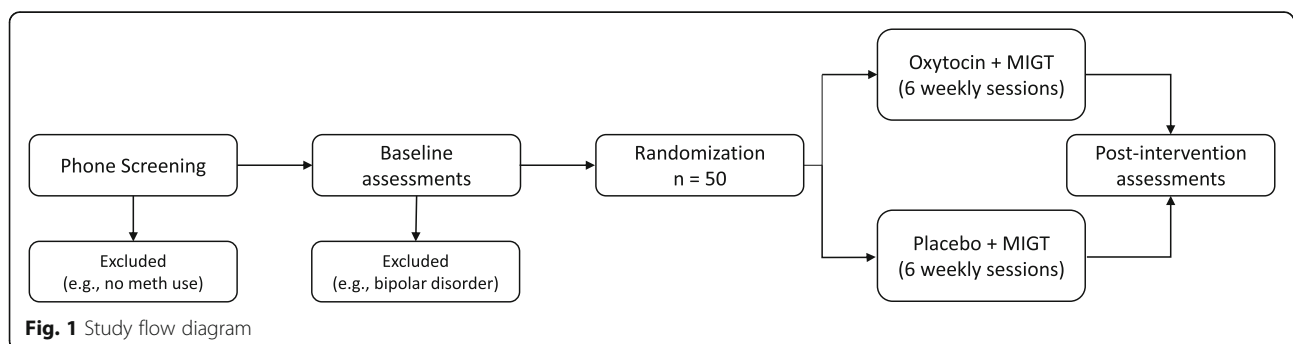 Phone Screening
Excluded
(e.g., no meth use)
Baseline
assessments
Excluded
(e.g., bipolar disorder)
Randomization
n = 50
Oxytocin + MIGT
(6 weekly sessions)
Placebo + MIGT
(6 weekly sessions)
Post-intervention
assessments
Fig. 1 Study flow diagram